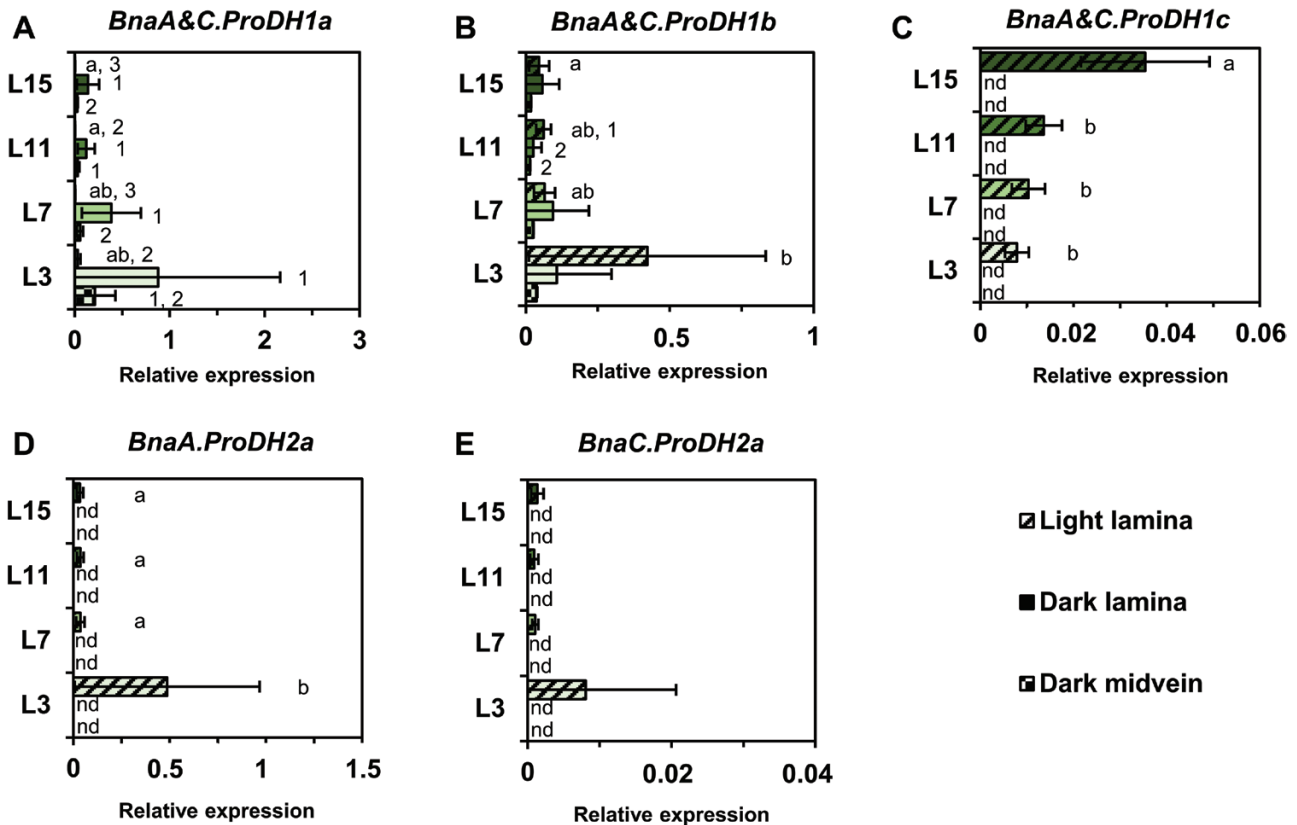 A
BnaA&C.ProDH1a
L15
a, 3
1
2
L11
a, 2
1
1
L7
ab, 3
1
2
L3
ab, 2
1
1, 2
0
1
2
3
Relative expression
B
BnaA&C.ProDH1b
L15
a
L11
ab, 1
2
2
L7
ab
L3
b
0
0.5
1
Relative expression
C
BnaA&C.ProDH1c
L15
a
nd
nd
L11
b
nd
nd
L7
b
nd
nd
L3
b
nd
nd
0
0.02
0.04
0.06
Relative expression
D
BnaA.ProDH2a
L15
a
nd
nd
L11
a
nd
nd
L7
a
nd
nd
L3
b
nd
nd
0
0.5
1
1.5
Relative expression
E
BnaC.ProDH2a
L15
nd
nd
L11
nd
nd
L7
nd
nd
L3
nd
nd
0
0.02
0.04
Relative expression
Light lamina
Dark lamina
Dark midvein